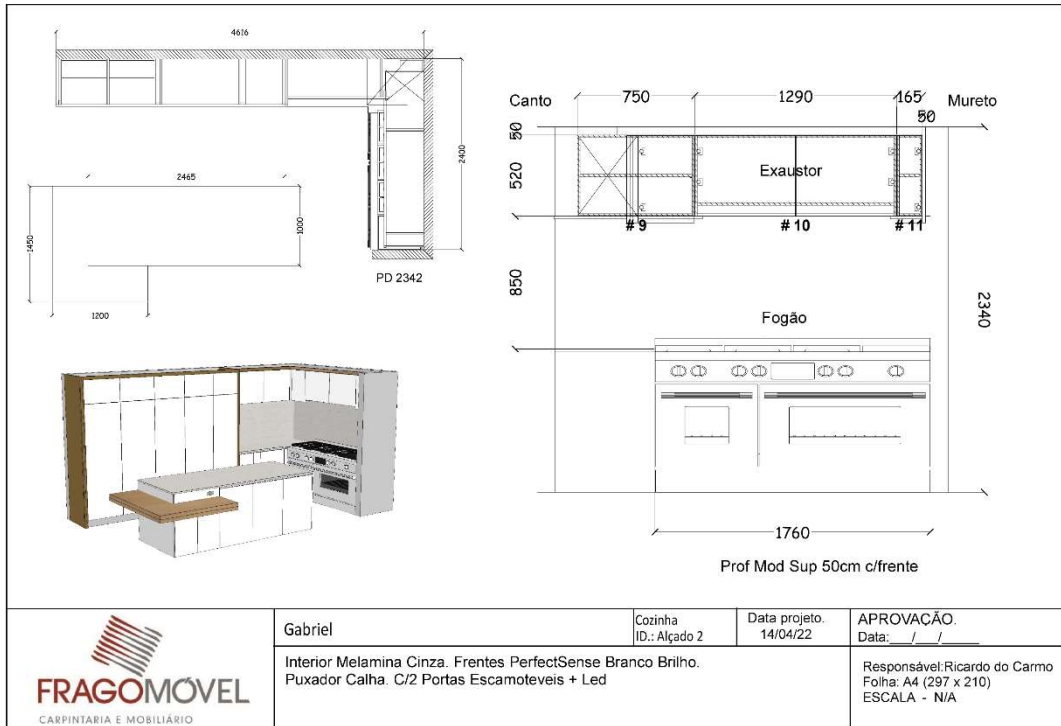 4616
2400
2465
1000
1450
1200
PD 2342
Canto
750
1290
165
Mureto
50
50
520
Exaustor
# 9
# 10
# 11
850
2340
Fogão
1760
Prof Mod Sup 50cm c/frente
FRAGOMÓVEL
CARPINTARIA E MOBILIÁRIO
Gabriel
Cozinha
ID.: Alçado 2
Data projeto.
14/04/22
APROVAÇÃO.
Data:___/___/_____
Interior Melamina Cinza. Frentes PerfectSense Branco Brilho.
Puxador Calha. C/2 Portas Escamoteveis + Led
Responsável:Ricardo do Carmo
Folha: A4 (297 x 210)
ESCALA - N/A